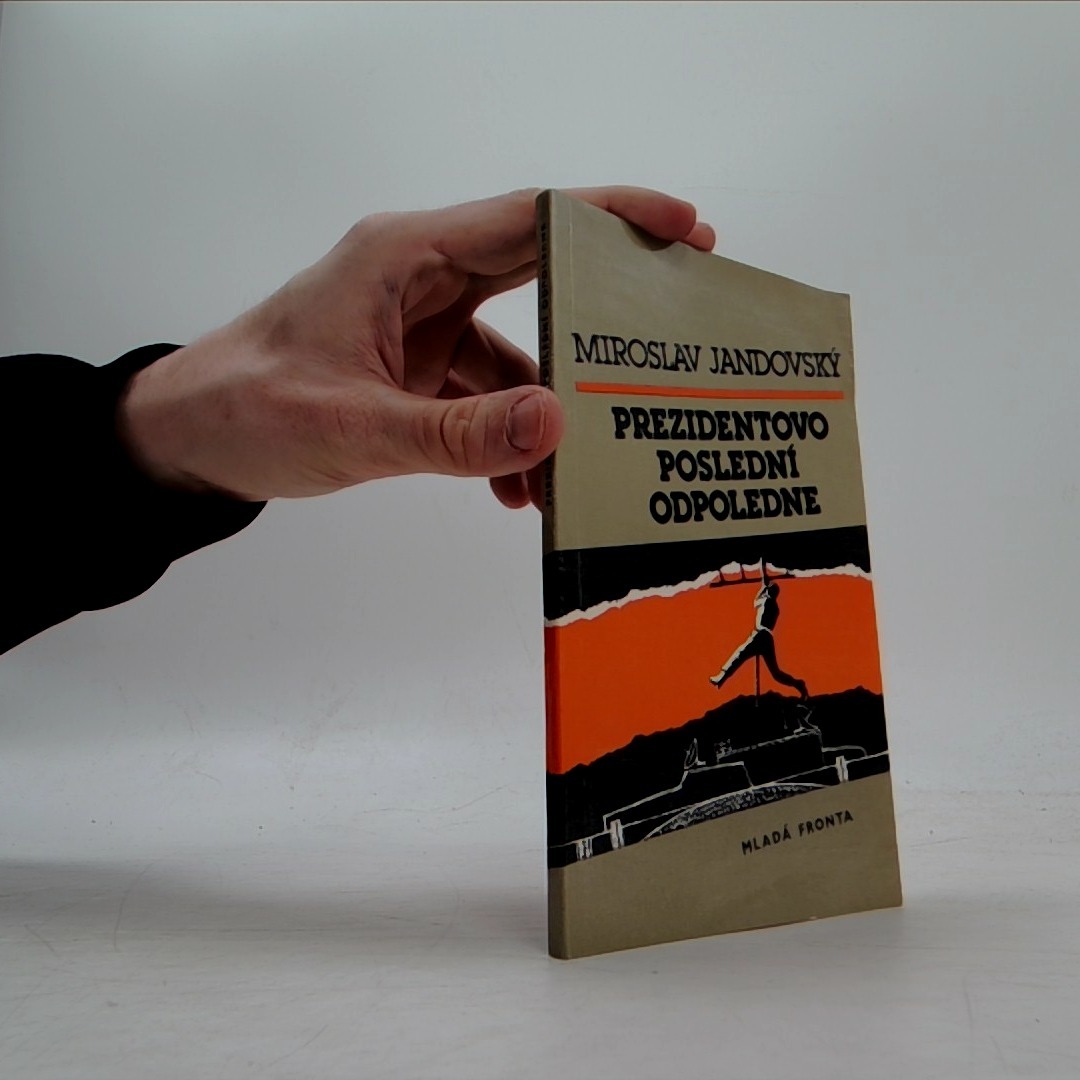 MIROSLAV JANDOVSKÝ
PREZIDENTOVO
POSLEDNÍ
ODPOLEDNE
MLADÁ FRONTA